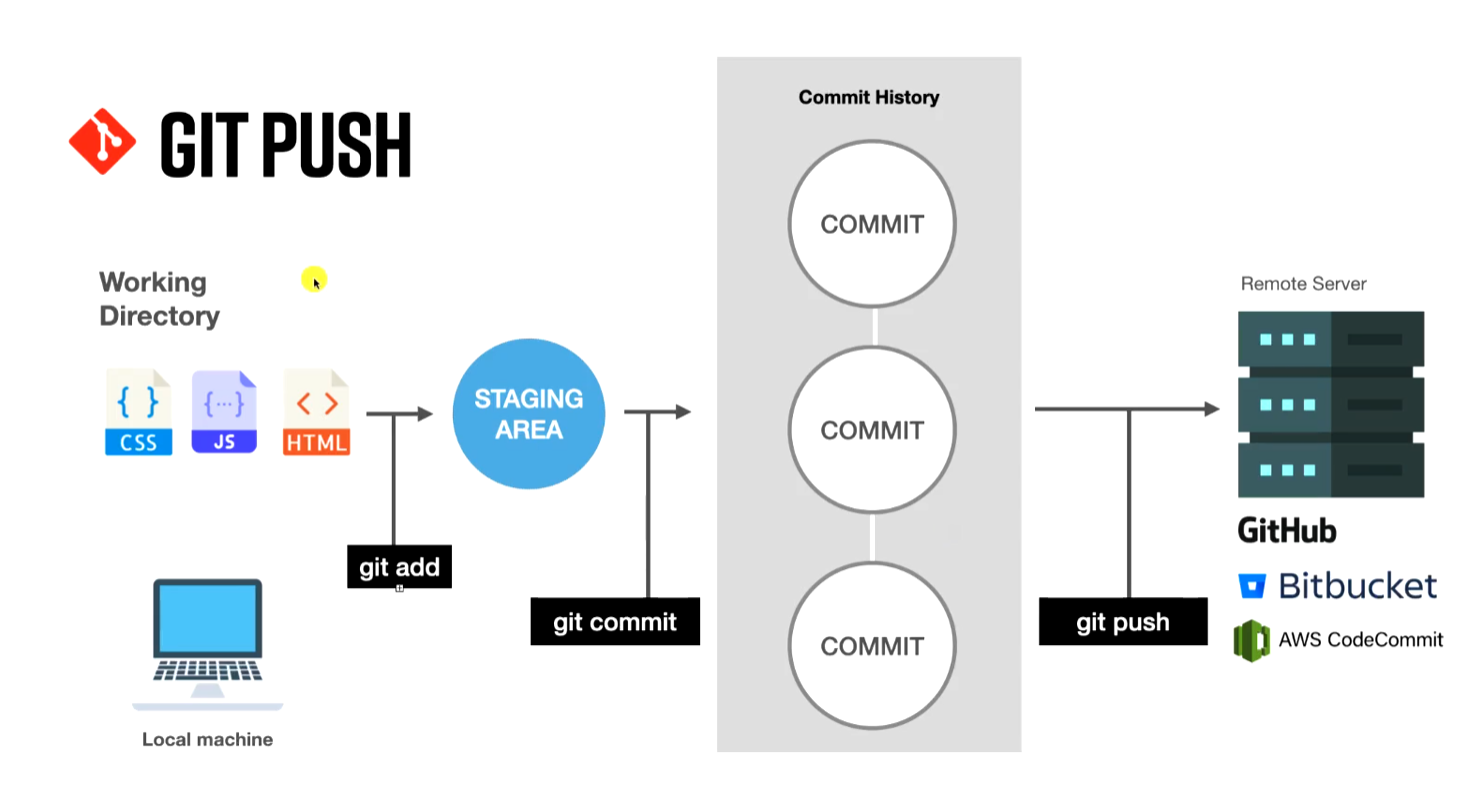 GIT PUSH
Working
Directory
{ }
CSS
{...}
JS
< >
HTML
Local machine
git add
STAGING
AREA
git commit
Commit History
COMMIT
COMMIT
COMMIT
git push
Remote Server
GitHub
Bitbucket
AWS CodeCommit